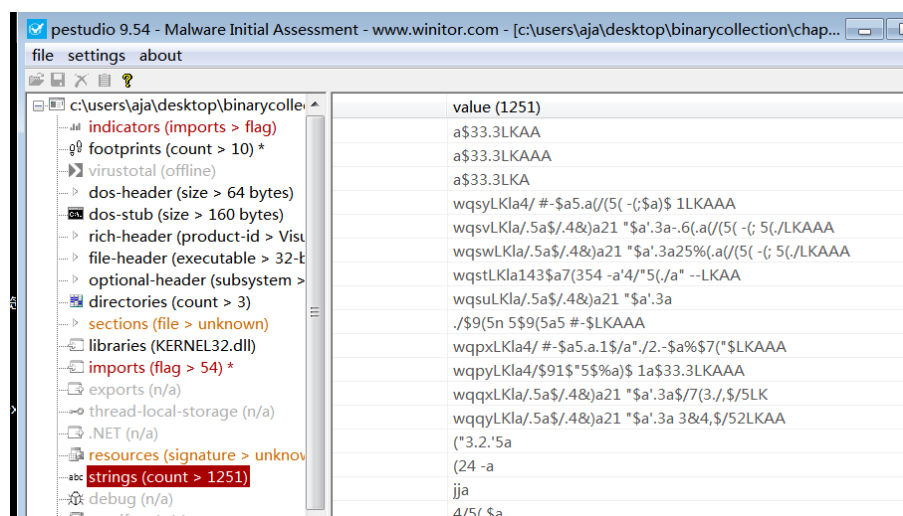 pestudio 9.54 - Malware Initial Assessment - www.winitor.com - [c:\users\aja\desktop\binarycollection\chap...
file settings about
c:\users\aja\desktop\binarycolle
indicators (imports > flag)
footprints (count > 10) *
virustotal (offline)
dos-header (size > 64 bytes)
dos-stub (size > 160 bytes)
rich-header (product-id > Visu
file-header (executable > 32-b
optional-header (subsystem >
directories (count > 3)
sections (file > unknown)
libraries (KERNEL32.dll)
imports (flag > 54) *
exports (n/a)
thread-local-storage (n/a)
.NET (n/a)
resources (signature > unknow
abc strings (count > 1251)
debug (n/a)
value (1251)
a$33.3LKAA
a$33.3LKAAA
a$33.3LKA
wqsyLKla4/ #-$a5.a(/(5( -(;$a)$ 1LKAAA
wqsvLKla/.5a$/.4&)a21 "$a'.3a-.6(.a(/(5( -(; 5(./LKAAA
wqswLKla/.5a$/.4&)a21 "$a'.3a25%(.a(/(5( -(; 5(./LKAAA
wqstLKla143$a7(354 -a'4/"5(./a" --LKAA
wqsuLKla/.5a$/.4&)a21 "$a'.3a
./$9(5n 5$9(5a5 #-$LKAAA
wqpxLKla4/ #-$a5.a.1$/a"./2.-$a%$7("$LKAAA
wqpyLKla4/$91$"5$%a)$ 1a$33.3LKAAA
wqqxLKla/.5a$/.4&)a21 "$a'.3a$/7(3./,$/5LK
wqqyLKla/.5a$/.4&)a21 "$a'.3a 3&4,$/52LKAA
("3.2.'5a
(24 -a
jja
4/5( $a